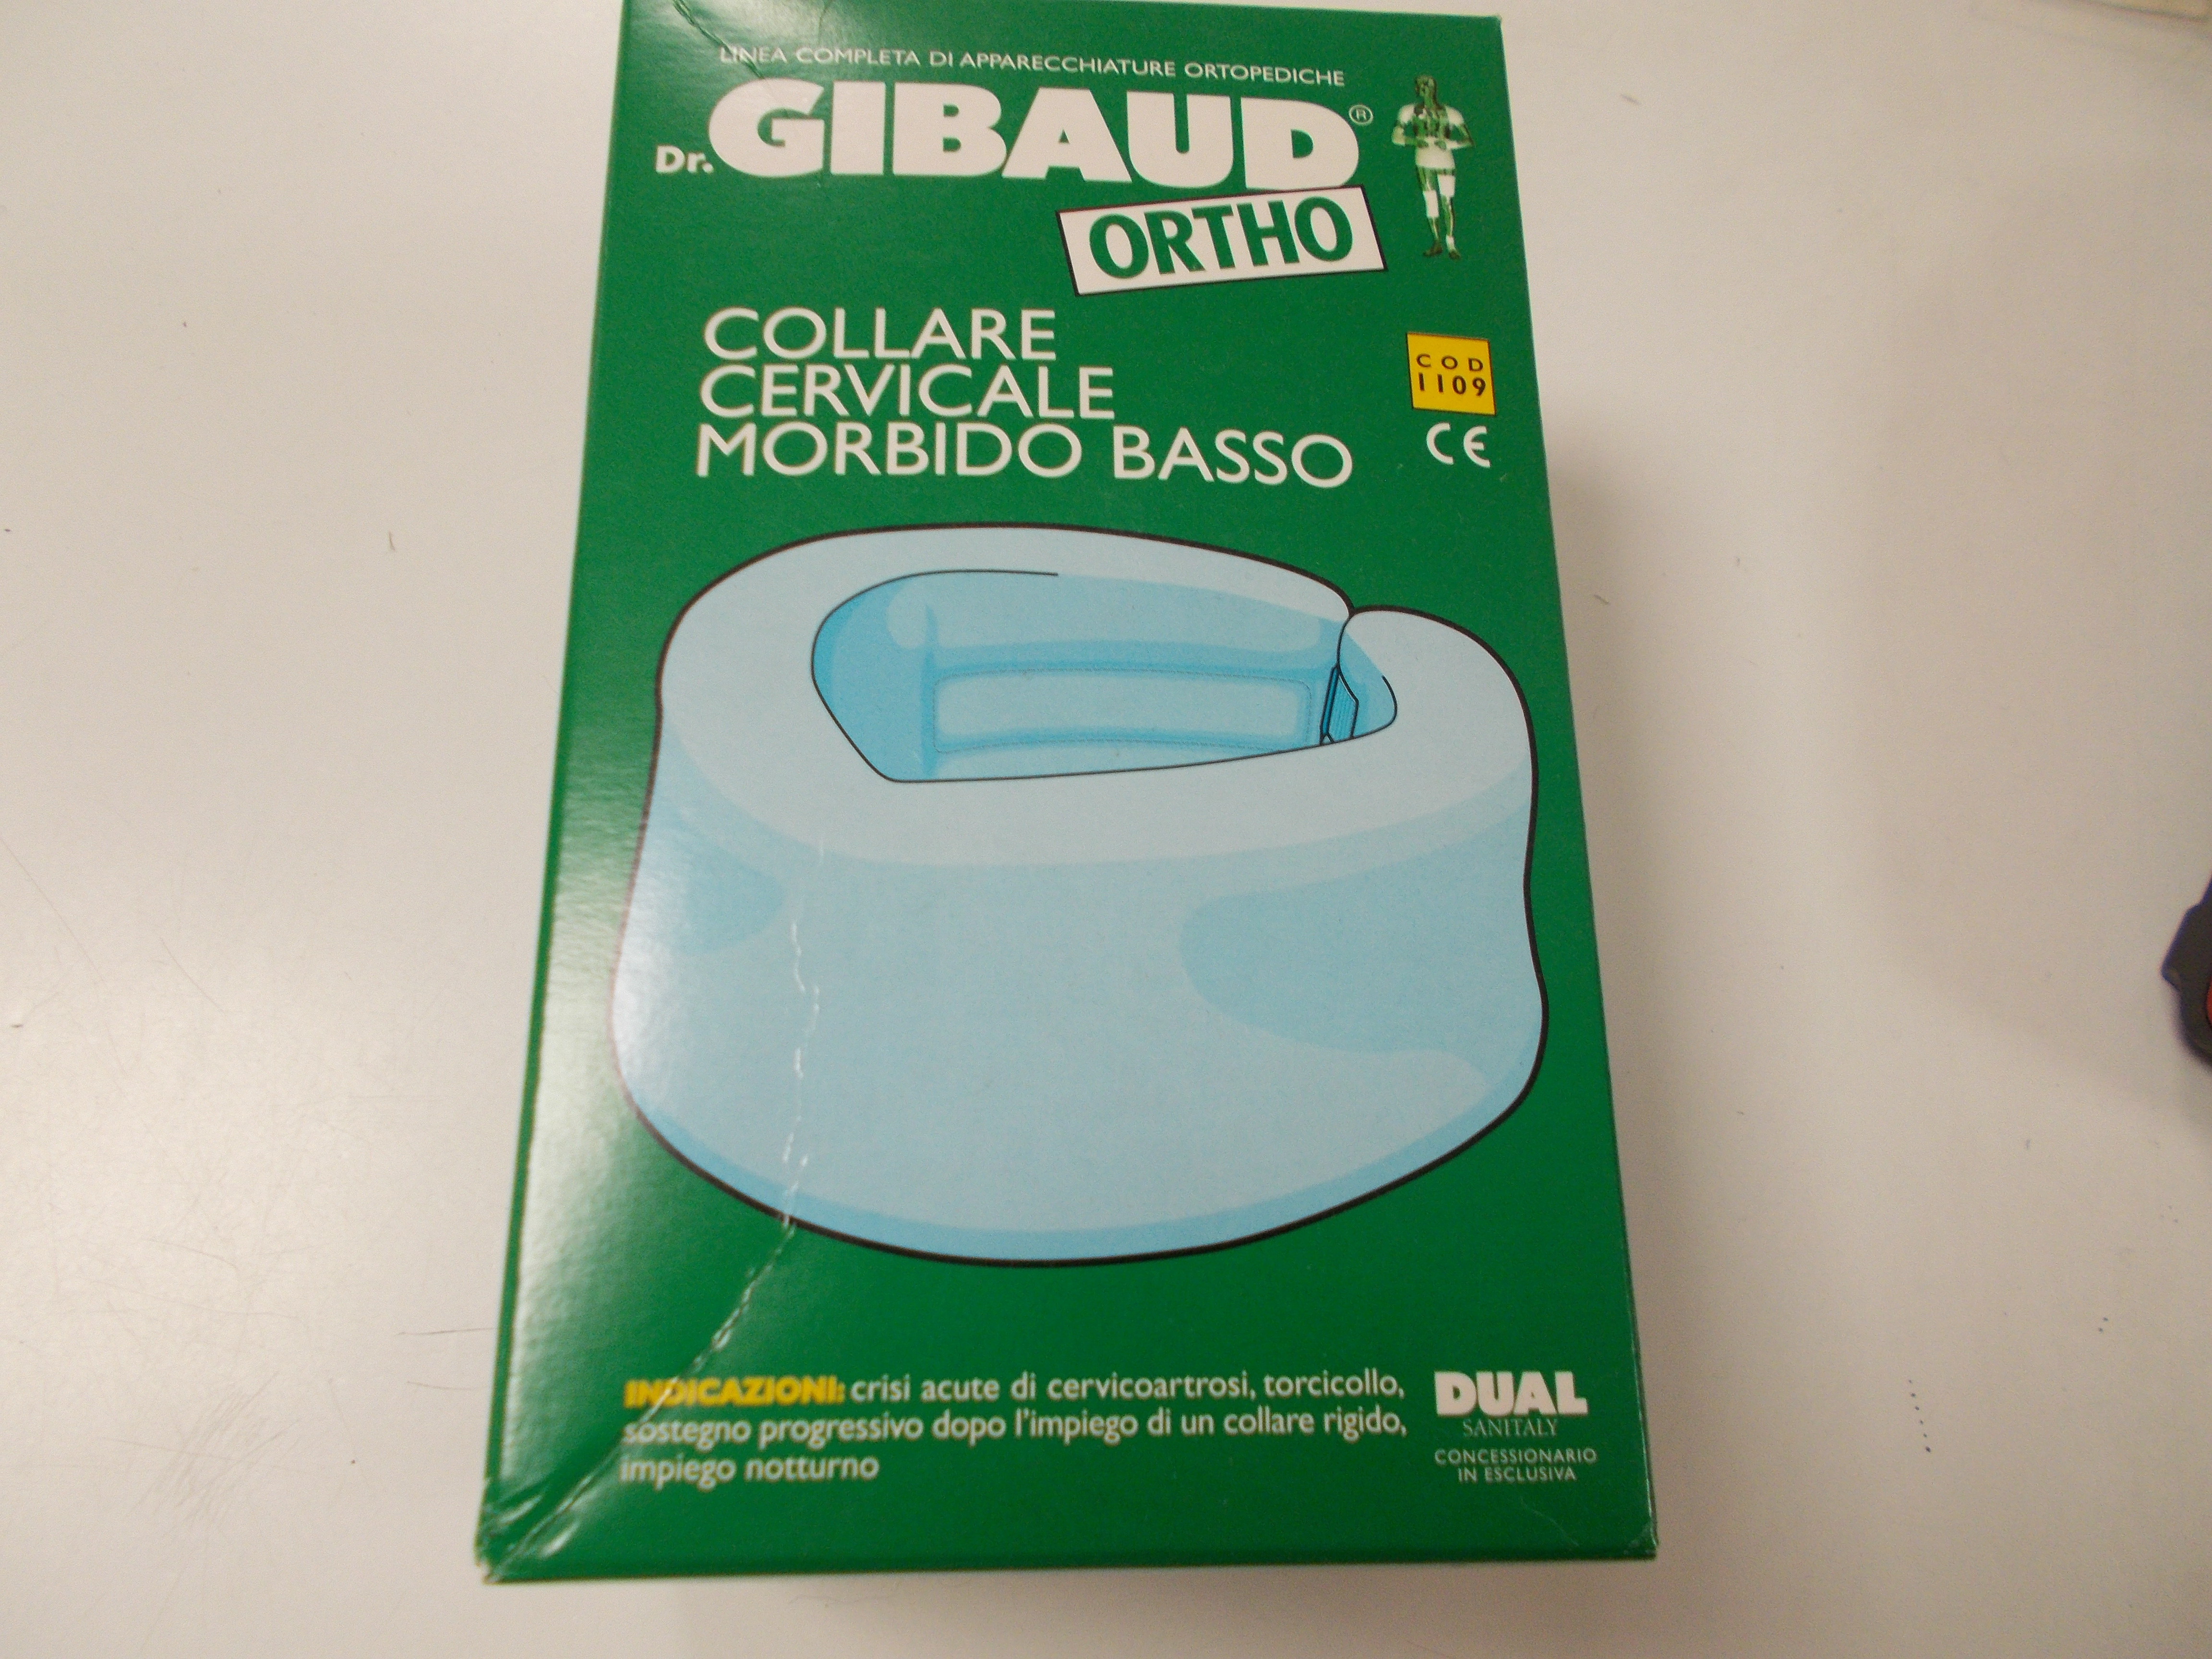 LINEA COMPLETA DI APPARECCHIATURE ORTOPEDICHE
Dr. GIBAUD®
ORTHO
COLLARE
CERVICALE
MORBIDO BASSO
COD
1109
CE
INDICAZIONI: crisi acute di cervicoartrosi, torcicollo,
sostegno progressivo dopo l'impiego di un collare rigido,
impiego notturno
DUAL
SANITALY
CONCESSIONARIO
IN ESCLUSIVA